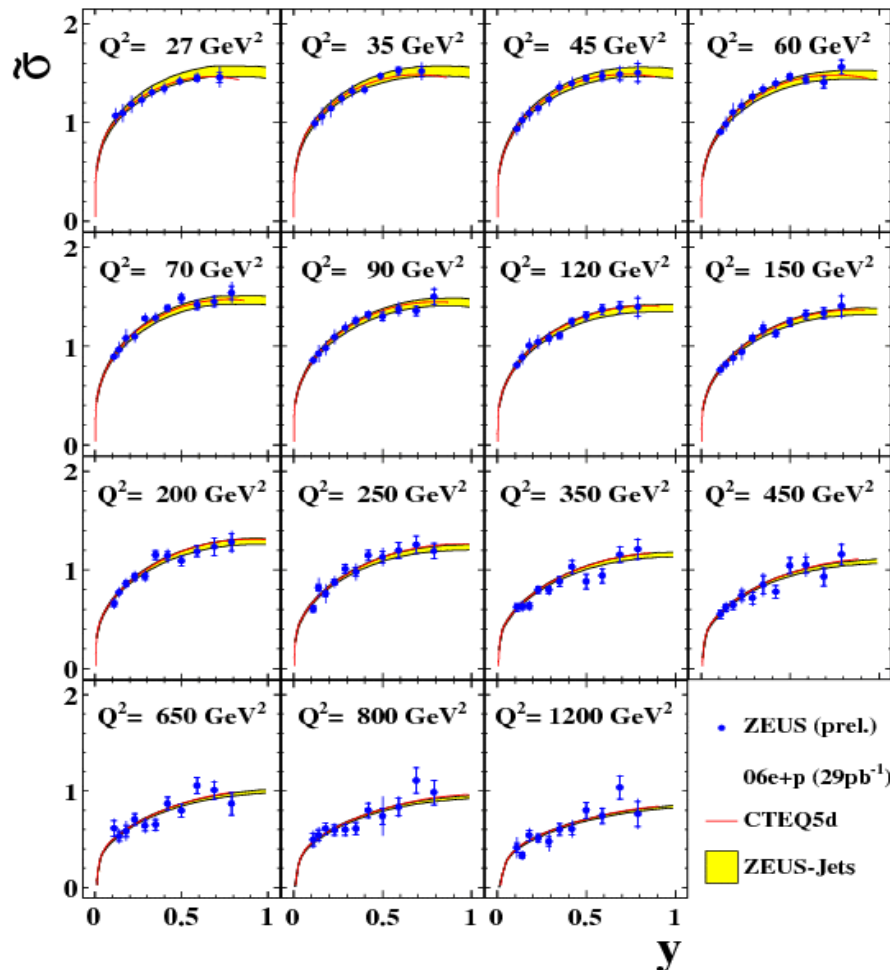 σ̃
2
1
0
Q² = 27 GeV²
Q² = 35 GeV²
Q² = 45 GeV²
Q² = 60 GeV²
2
1
0
Q² = 70 GeV²
Q² = 90 GeV²
Q² = 120 GeV²
Q² = 150 GeV²
2
1
0
Q² = 200 GeV²
Q² = 250 GeV²
Q² = 350 GeV²
Q² = 450 GeV²
2
1
0
Q² = 650 GeV²
Q² = 800 GeV²
Q² = 1200 GeV²
ZEUS (prel.)
06e+p (29pb⁻¹)
CTEQ5d
ZEUS-Jets
0 0.5 1 0 0.5 1 0 0.5 1
y